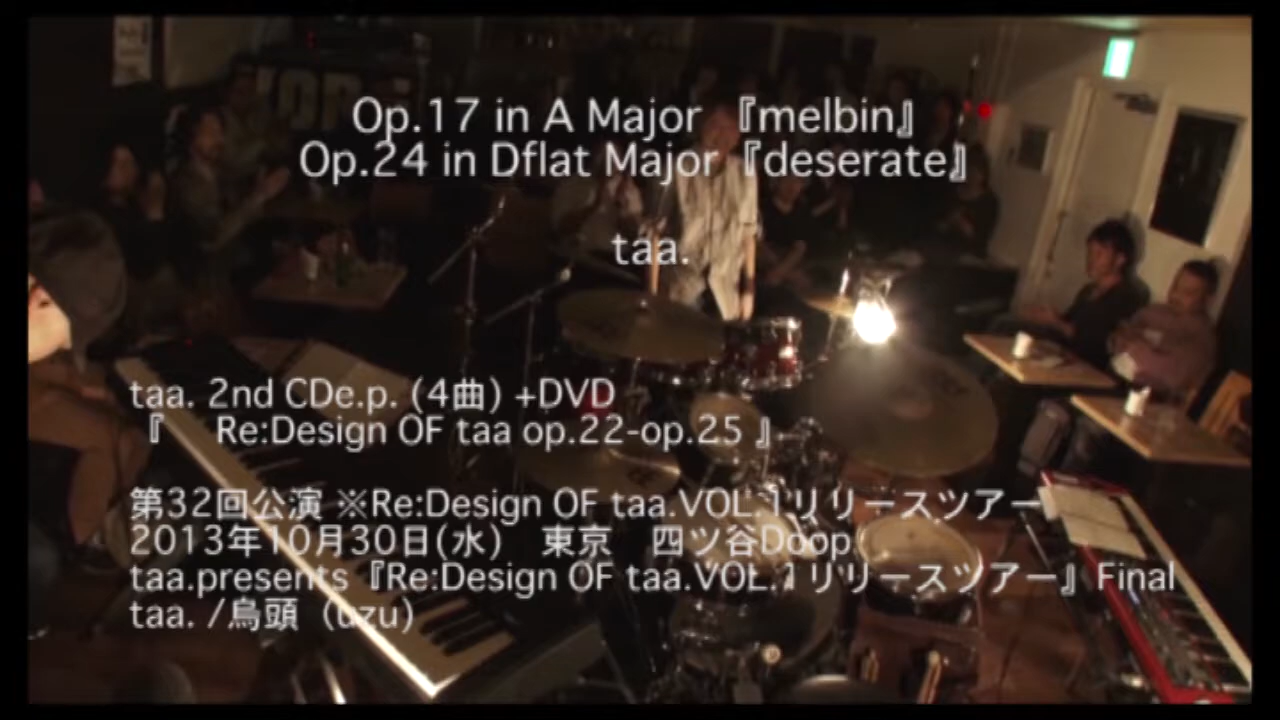 Op.17 in A Major 『melbin』
Op.24 in Dflat Major『deserate』
taa.
taa. 2nd CDe.p. (4曲) +DVD
『　Re:Design OF taa op.22-op.25 』
第32回公演 ※Re:Design OF taa.VOL.1リリースツアー
2013年10月30日(水)　東京　四ツ谷Doop
taa.presents『Re:Design OF taa.VOL.1リリースツアー』Final
taa. /烏頭（uzu)